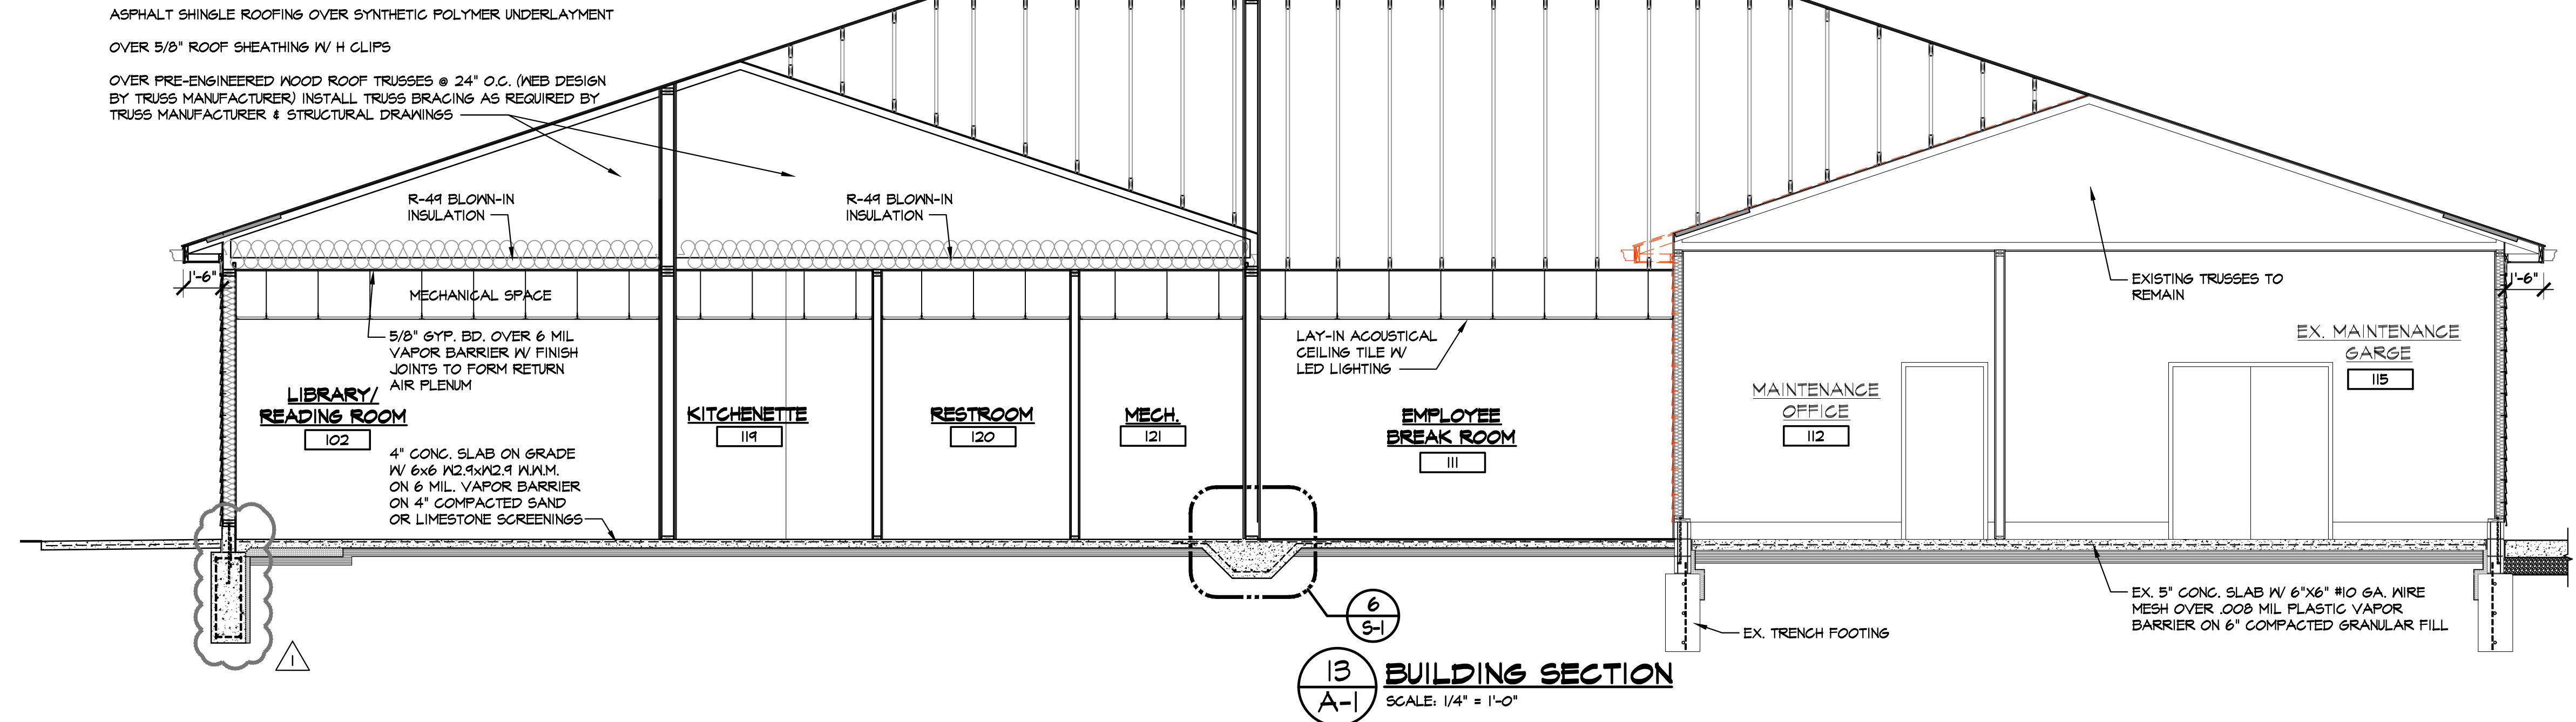 ASPHALT SHINGLE ROOFING OVER SYNTHETIC POLYMER UNDERLAYMENT
OVER 5/8" ROOF SHEATHING W/ H CLIPS
OVER PRE-ENGINEERED WOOD ROOF TRUSSES @ 24" O.C. (WEB DESIGN
BY TRUSS MANUFACTURER) INSTALL TRUSS BRACING AS REQUIRED BY
TRUSS MANUFACTURER & STRUCTURAL DRAWINGS
R-49 BLOWN-IN
INSULATION
R-49 BLOWN-IN
INSULATION
1'-6"
MECHANICAL SPACE
5/8" GYP. BD. OVER 6 MIL
VAPOR BARRIER W/ FINISH
JOINTS TO FORM RETURN
AIR PLENUM
LAY-IN ACOUSTICAL
CEILING TILE W/
LED LIGHTING
EXISTING TRUSSES TO
REMAIN
1'-6"
EX. MAINTENANCE
GARGE
115
LIBRARY/
READING ROOM
102
KITCHENETTE
119
RESTROOM
120
MECH.
121
EMPLOYEE
BREAK ROOM
111
MAINTENANCE
OFFICE
112
4" CONC. SLAB ON GRADE
W/ 6x6 W2.9xW2.9 W.W.M.
ON 6 MIL. VAPOR BARRIER
ON 4" COMPACTED SAND
OR LIMESTONE SCREENINGS
EX. 5" CONC. SLAB W/ 6"X6" #10 GA. WIRE
MESH OVER .008 MIL PLASTIC VAPOR
BARRIER ON 6" COMPACTED GRANULAR FILL
EX. TRENCH FOOTING
6
S-1
1
13
A-1
BUILDING SECTION
SCALE: 1/4" = 1'-0"